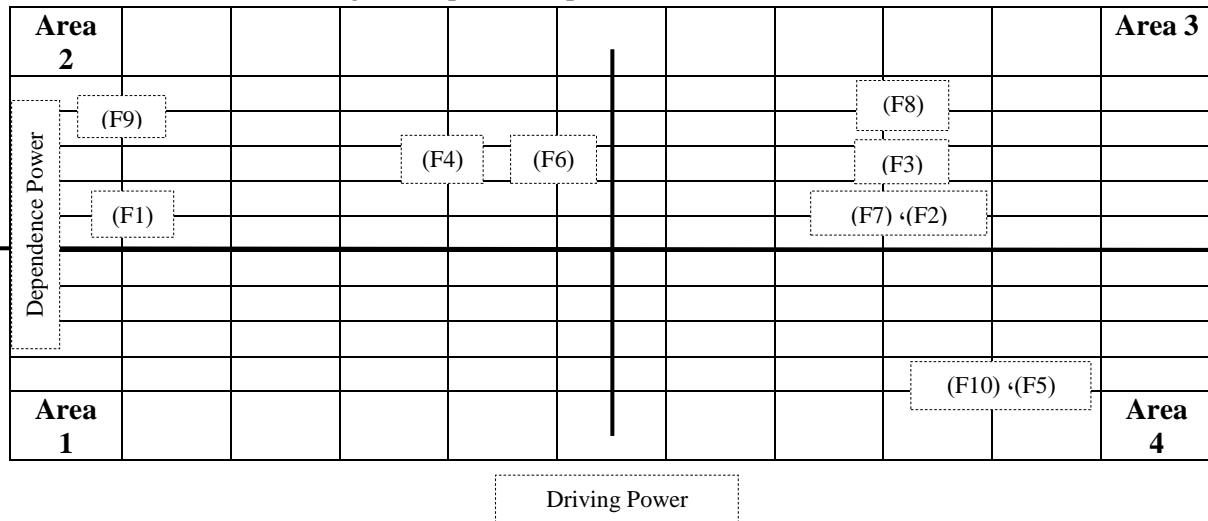 Area
2
Area 3
(F8)
(F9)
(F4)
(F6)
(F3)
(F1)
(F7) ،(F2)
Dependence Power
(F10) ،(F5)
Area
1
Area
4
Driving Power